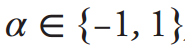 α ∈ {–1, 1}